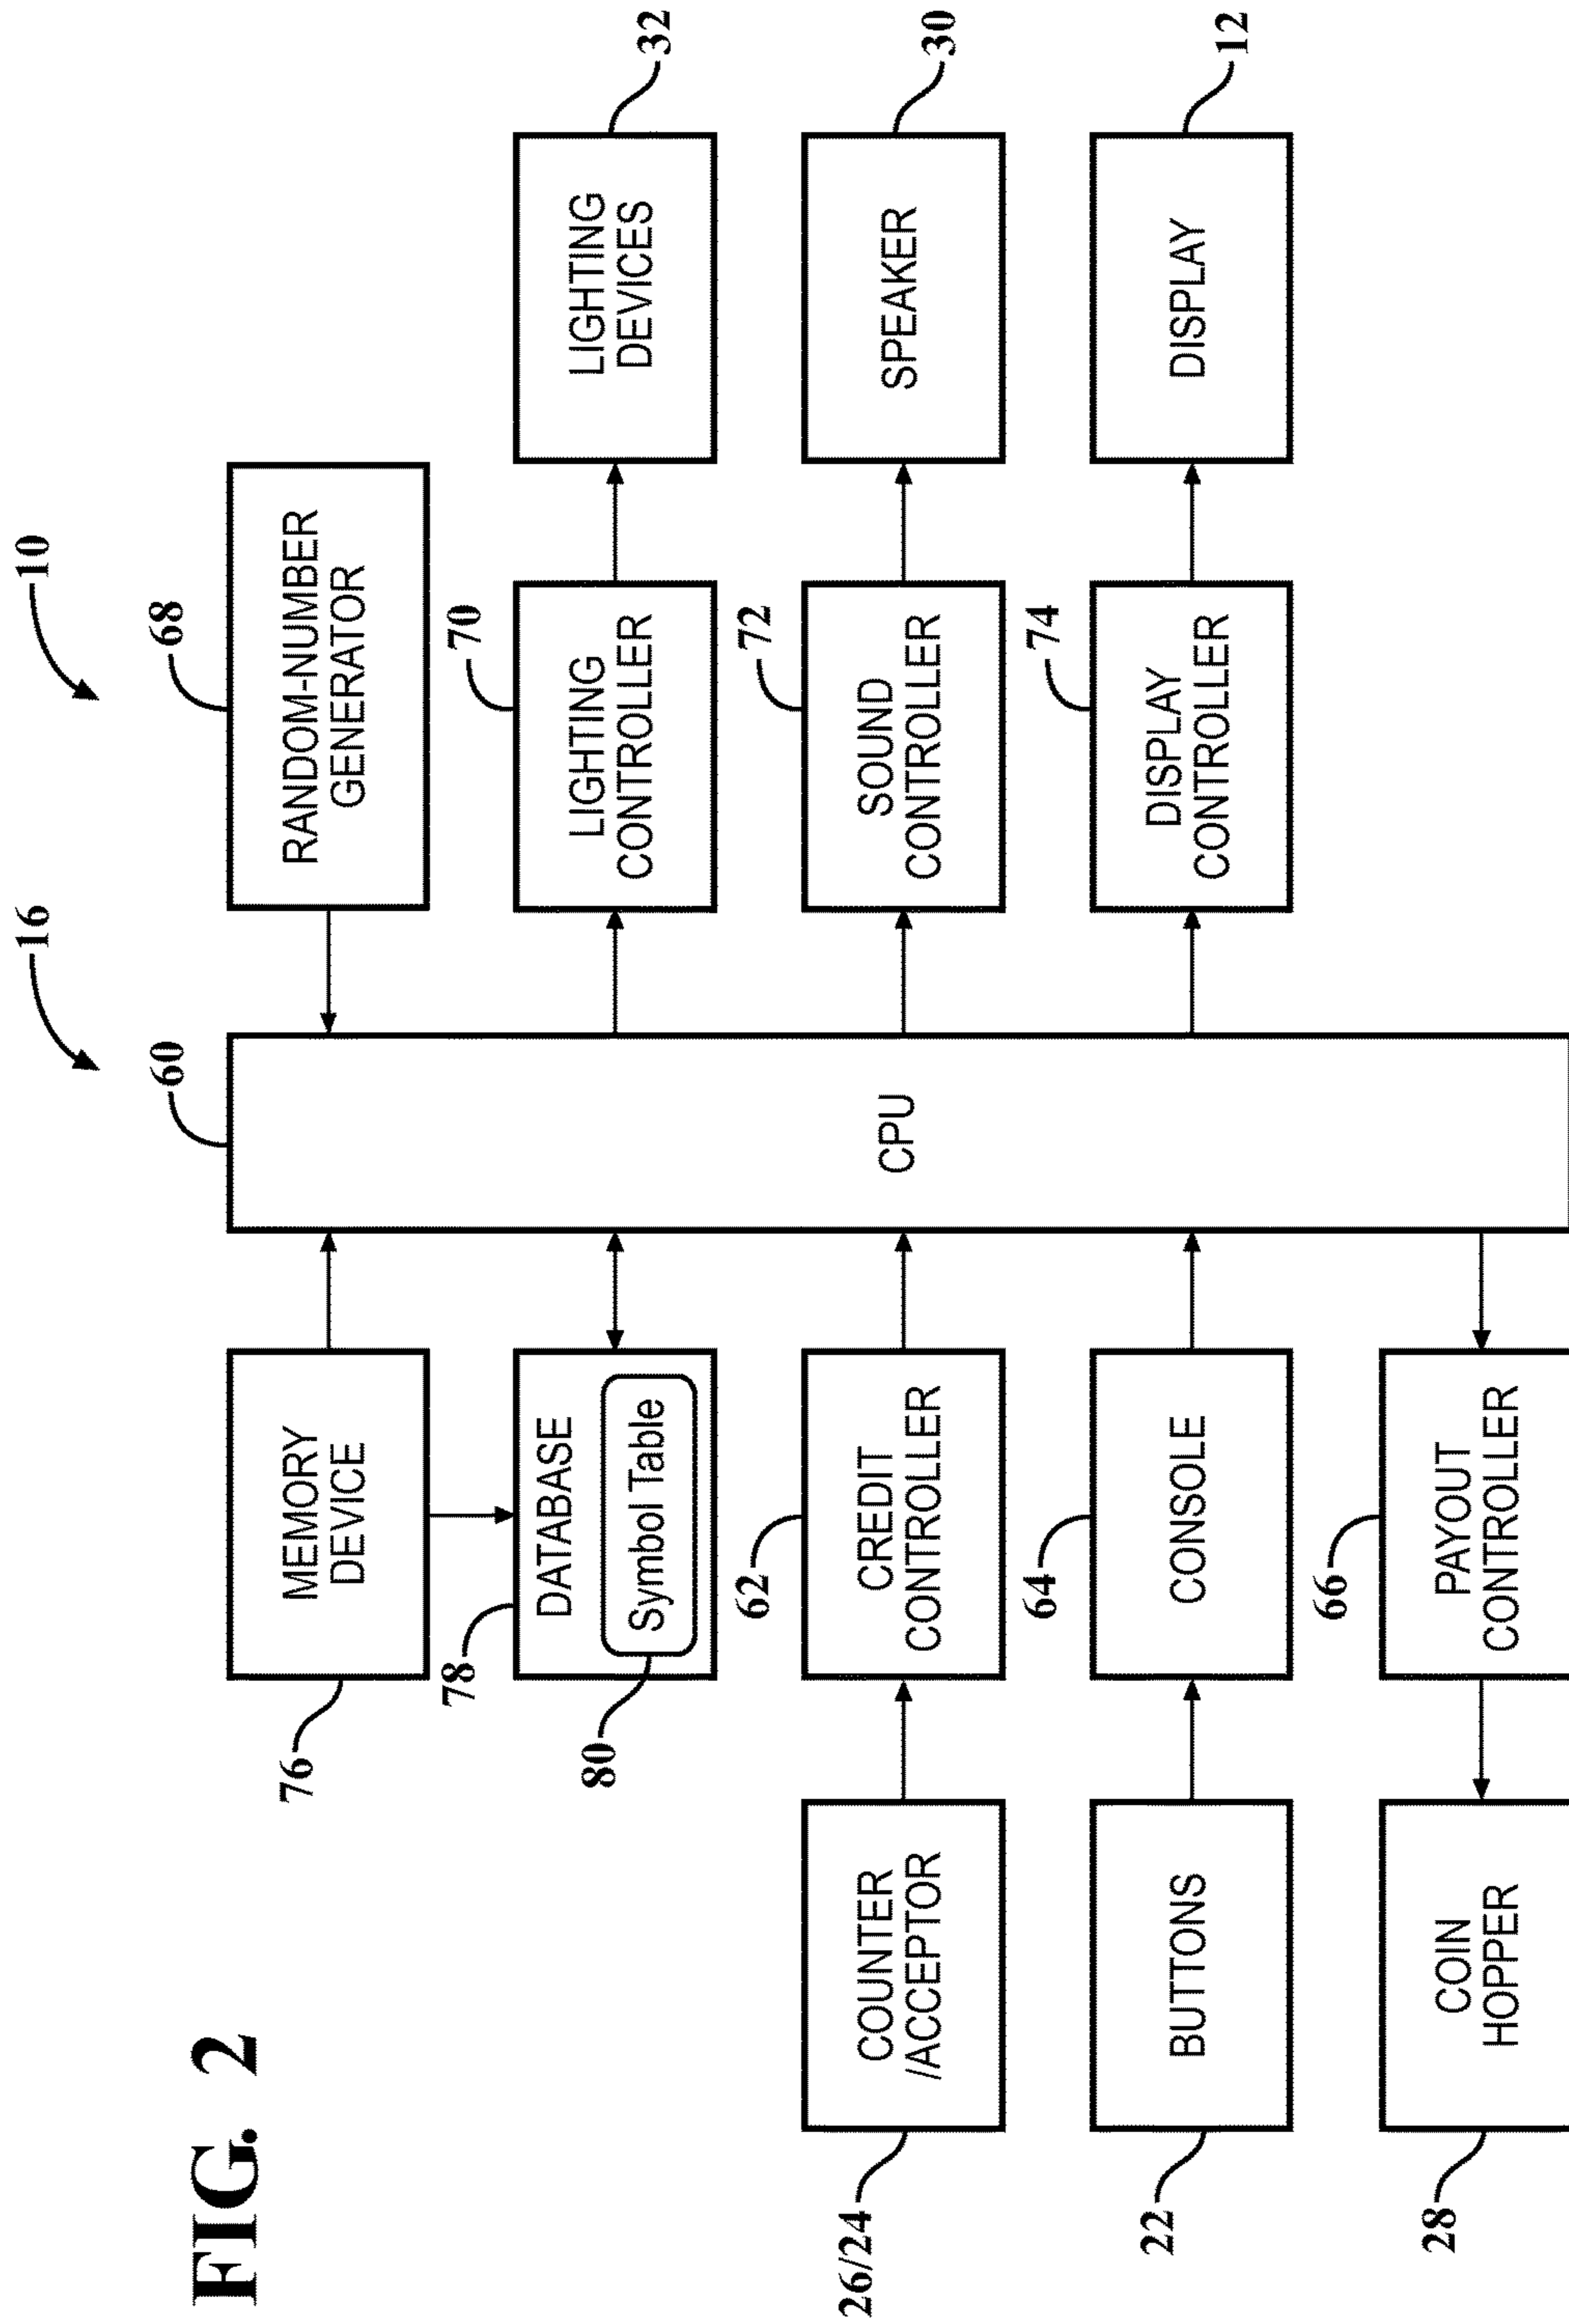 FIG. 2
16
10
60
68
76
MEMORY
DEVICE
RANDOM-NUMBER
GENERATOR
78
DATABASE
Symbol Table
80
70
LIGHTING
CONTROLLER
LIGHTING
DEVICES
32
CPU
26/24
COUNTER
/ACCEPTOR
62
CREDIT
CONTROLLER
72
SOUND
CONTROLLER
SPEAKER
30
22
BUTTONS
64
CONSOLE
74
DISPLAY
CONTROLLER
DISPLAY
12
28
COIN
HOPPER
66
PAYOUT
CONTROLLER